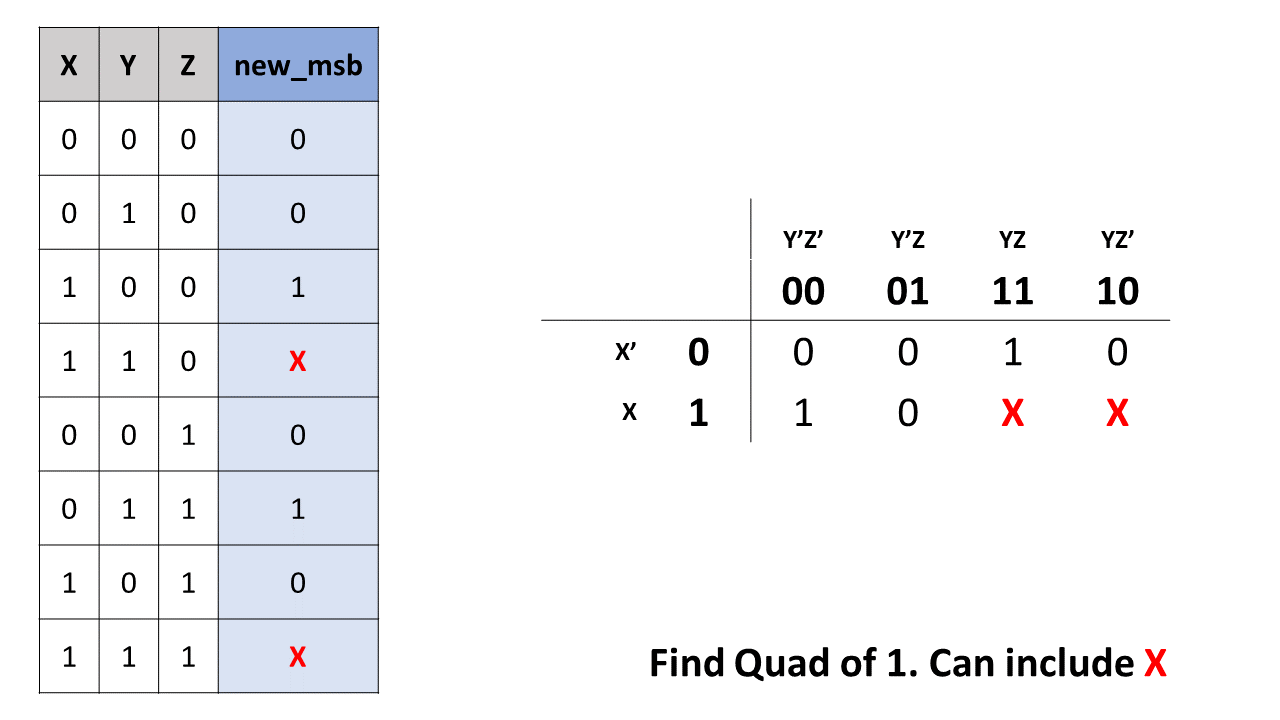 X Y Z new_msb
0 0 0 0
0 1 0 0
1 0 0 1
1 1 0 X
0 0 1 0
0 1 1 1
1 0 1 0
1 1 1 X
Y’Z’ Y’Z YZ YZ’
00 01 11 10
X’ 0 0 0 1 0
X 1 1 0 X X
Find Quad of 1. Can include X